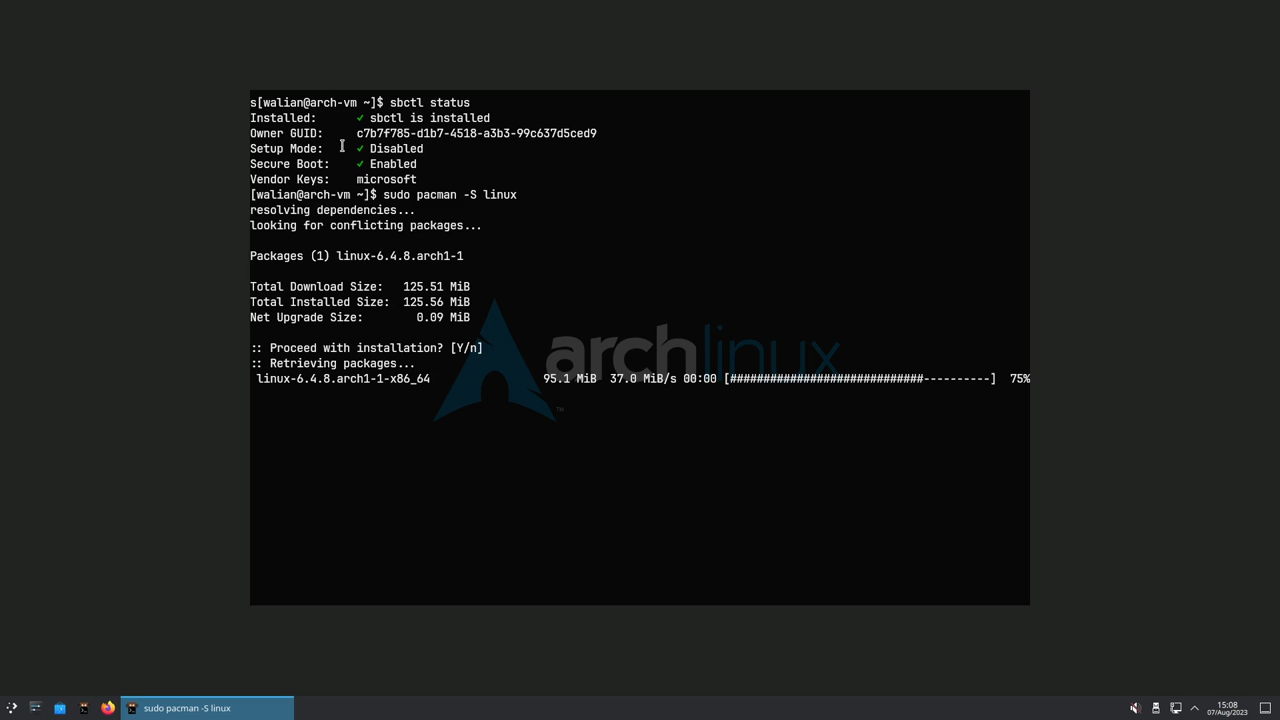 s[walian@arch-vm ~]$ sbctl status
Installed: ✓ sbctl is installed
Owner GUID: c7b7f785-d1b7-4518-a3b3-99c637d5ced9
Setup Mode: ✓ Disabled
Secure Boot: ✓ Enabled
Vendor Keys: microsoft
[walian@arch-vm ~]$ sudo pacman -S linux
resolving dependencies...
looking for conflicting packages...
Packages (1) linux-6.4.8.arch1-1
Total Download Size: 125.51 MiB
Total Installed Size: 125.56 MiB
Net Upgrade Size: 0.09 MiB
:: Proceed with installation? [Y/n]
:: Retrieving packages...
linux-6.4.8.arch1-1-x86_64 95.1 MiB 37.0 MiB/s 00:00 [#############################----------] 75%
archlinux
TM
sudo pacman -S linux
15:08
07/Aug/2023